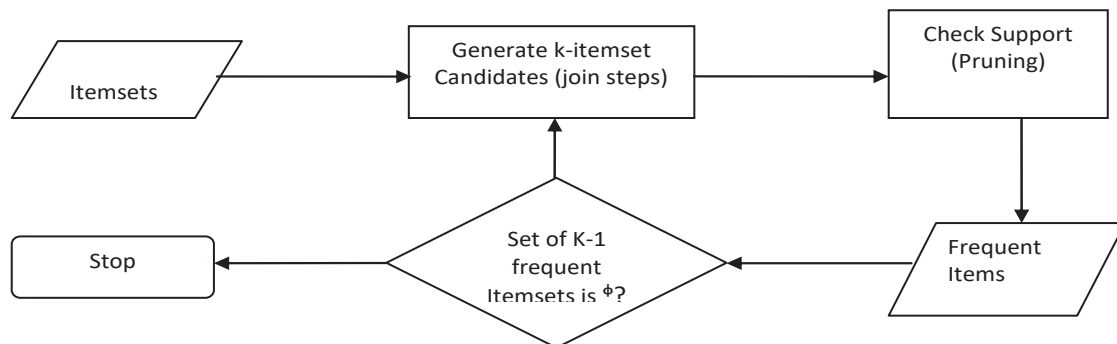 Itemsets
Generate k-itemset
Candidates (join steps)
Check Support
(Pruning)
Frequent
Items
Set of K-1
frequent
Itemsets is ᶲ?
Stop